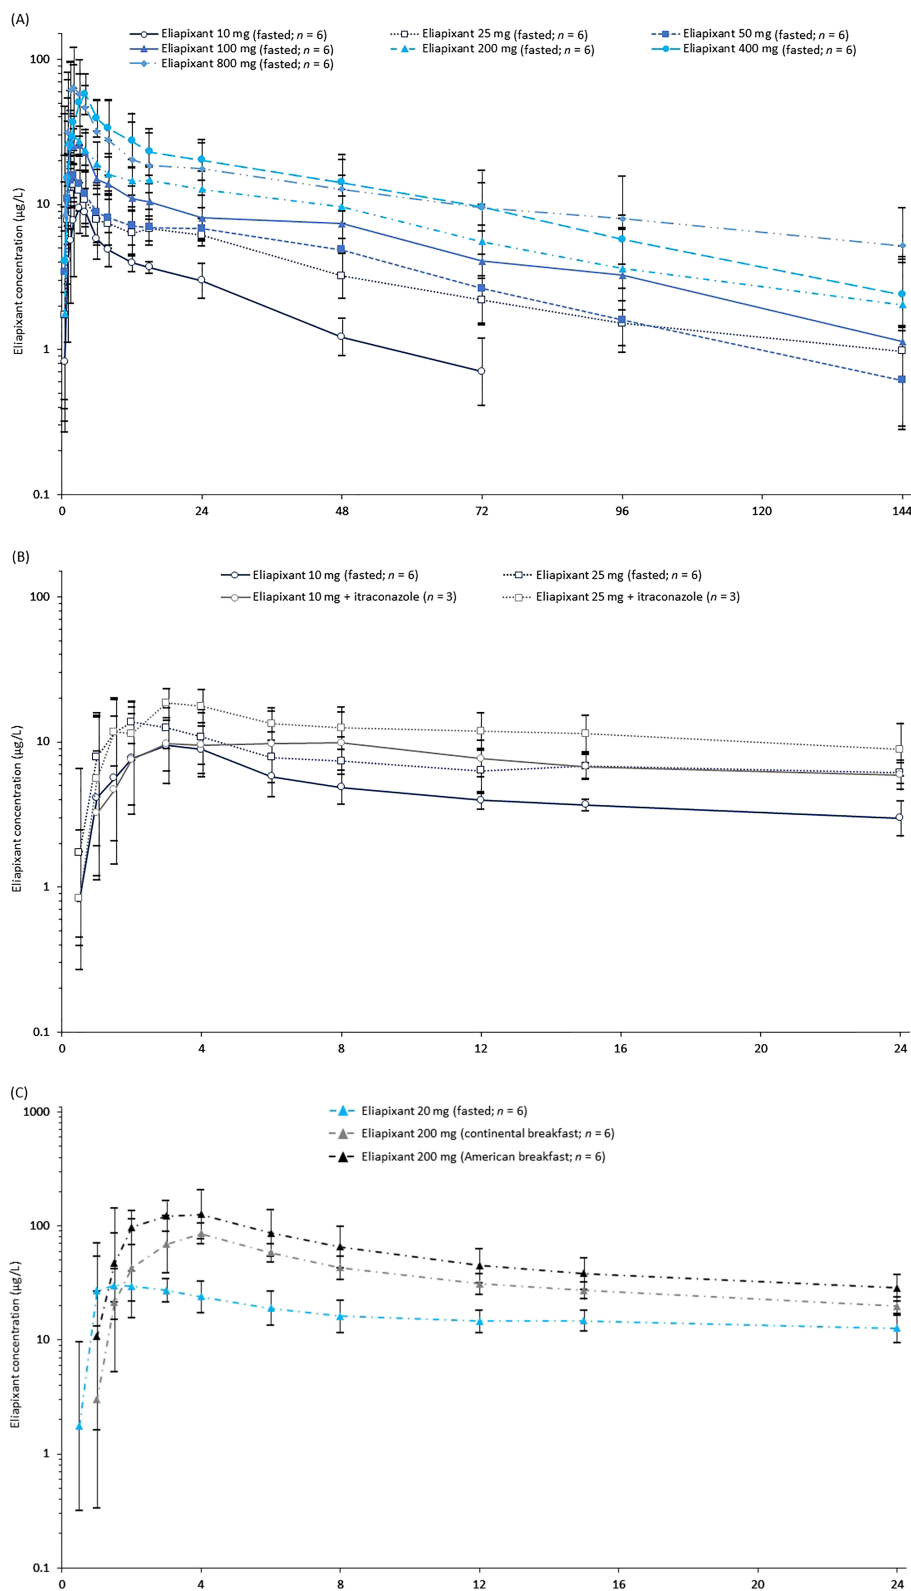 (A)
Eliapixant 10 mg (fasted; n = 6) Eliapixant 25 mg (fasted; n = 6) Eliapixant 50 mg (fasted; n = 6)
Eliapixant 100 mg (fasted; n = 6) Eliapixant 200 mg (fasted; n = 6) Eliapixant 400 mg (fasted; n = 6)
Eliapixant 800 mg (fasted; n = 6)
Eliapixant concentration (µg/L)
100
10
1
0.1
0 24 48 72 96 120 144
(B)
Eliapixant 10 mg (fasted; n = 6) Eliapixant 25 mg (fasted; n = 6)
Eliapixant 10 mg + itraconazole (n = 3) Eliapixant 25 mg + itraconazole (n = 3)
Eliapixant concentration (µg/L)
100
10
1
0.1
0 4 8 12 16 20 24
(C)
Eliapixant 20 mg (fasted; n = 6)
Eliapixant 200 mg (continental breakfast; n = 6)
Eliapixant 200 mg (American breakfast; n = 6)
Eliapixant concentration (µg/L)
1000
100
10
1
0.1
0 4 8 12 16 20 24